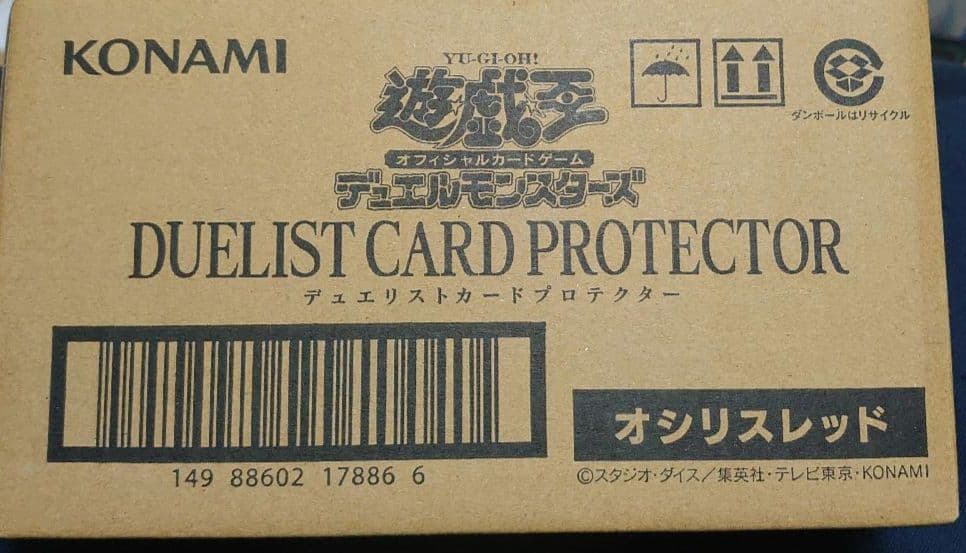 KONAMI
YU-GI-OH!
遊☆戯☆王
オフィシャルカードゲーム
デュエルモンスターズ
ダンボールはリサイクル
DUELIST CARD PROTECTOR
デュエリストカードプロテクター
149 88602 17886 6
オシリスレッド
©スタジオ・ダイス／集英社・テレビ東京・KONAMI